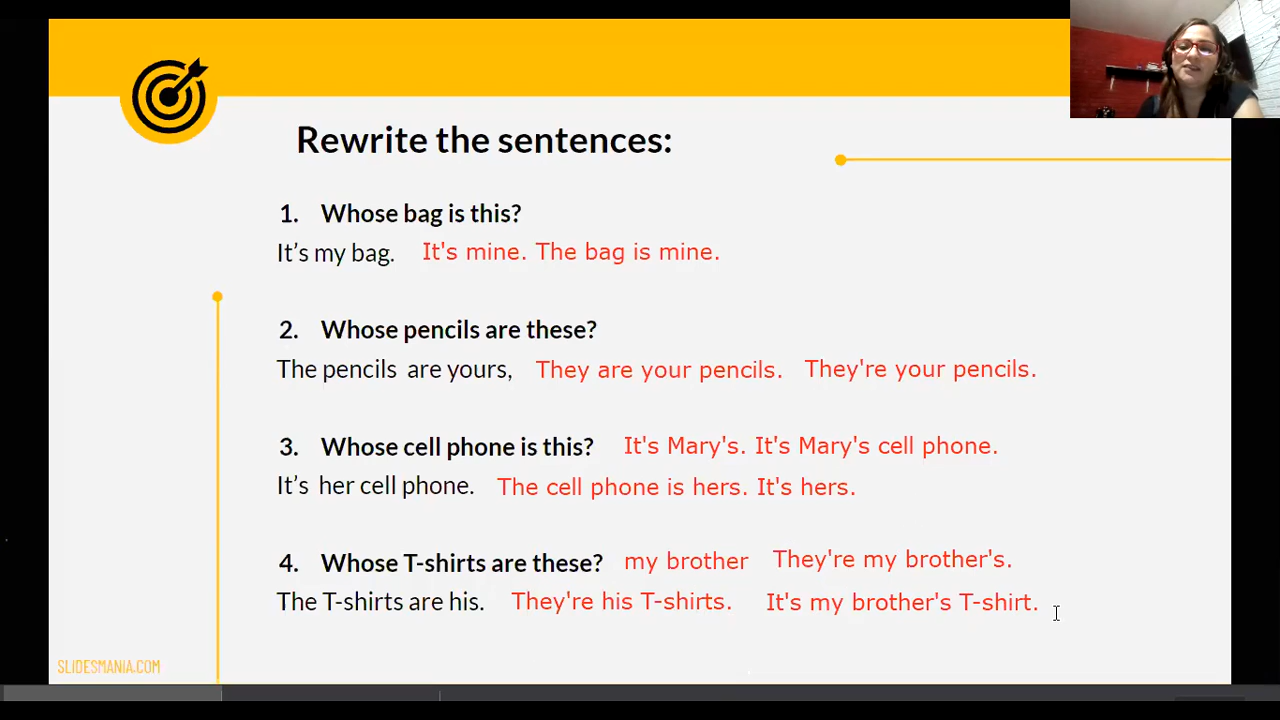 Rewrite the sentences:
1. Whose bag is this?
It’s my bag. It's mine. The bag is mine.
2. Whose pencils are these?
The pencils are yours, They are your pencils. They're your pencils.
3. Whose cell phone is this? It's Mary's. It's Mary's cell phone.
It’s her cell phone. The cell phone is hers. It's hers.
4. Whose T-shirts are these? my brother They're my brother's.
The T-shirts are his. They're his T-shirts. It's my brother's T-shirt.
SLIDESMANIA.COM